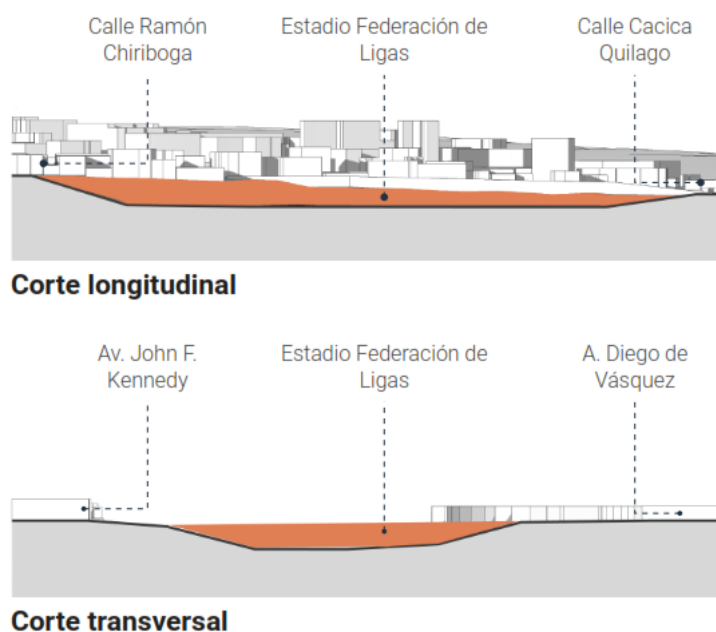 Calle Ramón
Chiriboga
Estadio Federación de
Ligas
Calle Cacica
Quilago
Corte longitudinal
Av. John F.
Kennedy
Estadio Federación de
Ligas
A. Diego de
Vásquez
Corte transversal